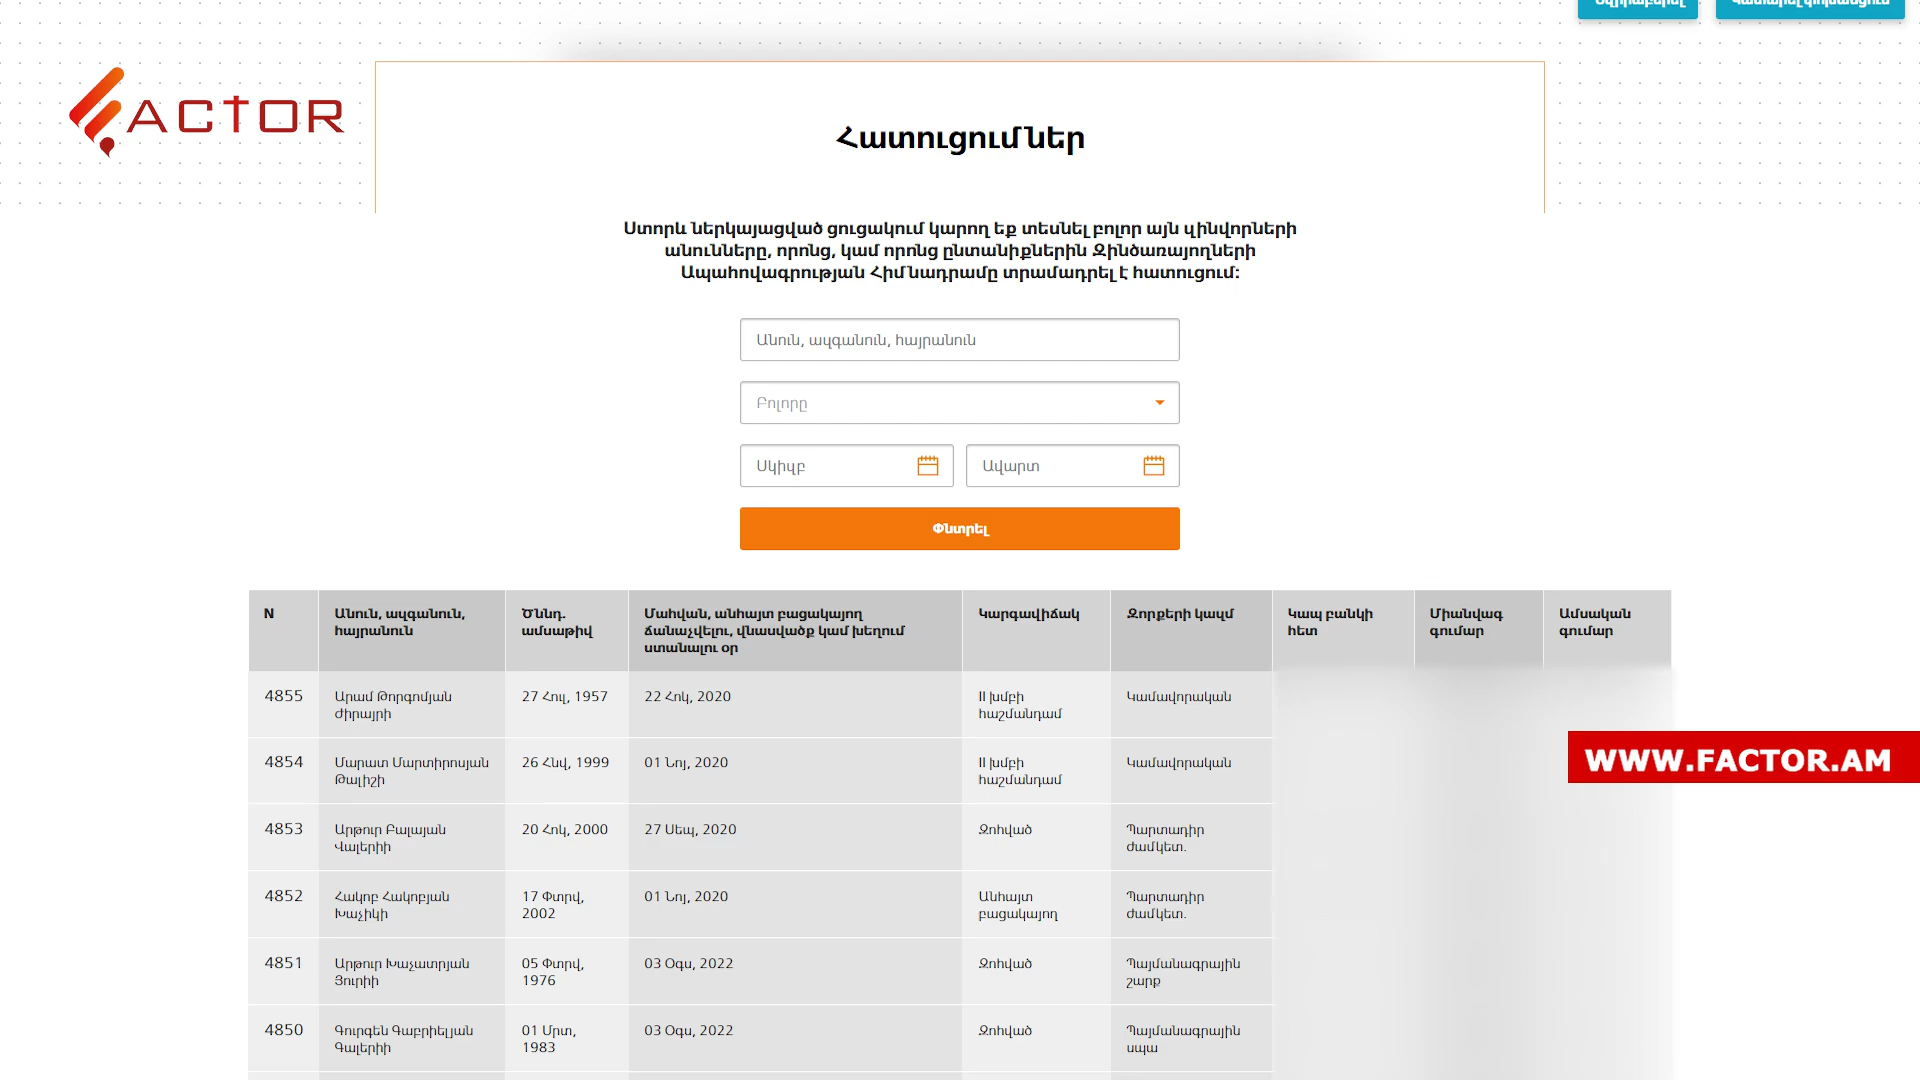 Նվիրաբերել
Կատարել փոխանցում
FACTOR
Հատուցումներ
Ստորև ներկայացված ցուցակում կարող եք տեսնել բոլոր այն զինվորների
անունները, որոնց, կամ որոնց ընտանիքներին Զինծառայողների
Ապահովագրության Հիմնադրամը տրամադրել է հատուցում:
Անուն, ազգանուն, հայրանուն
Բոլորը
Սկիզբ
Ավարտ
Փնտրել
N
Անուն, ազգանուն,
հայրանուն
Ծննդ.
ամսաթիվ
Մահվան, անհայտ բացակայող
ճանաչվելու, վնասվածք կամ խեղում
ստանալու օր
Կարգավիճակ
Զորքերի կազմ
Կապ բանկի
հետ
Միանվագ
գումար
Ամսական
գումար
4855
Արամ Թորգոմյան
Ժիրայրի
27 Հուլ, 1957
22 Հոկ, 2020
II խմբի
հաշմանդամ
Կամավորական
4854
Մարատ Մարտիրոսյան
Թալիշի
26 Հնվ, 1999
01 Նոյ, 2020
II խմբի
հաշմանդամ
Կամավորական
WWW.FACTOR.AM
4853
Արթուր Բալայան
Վալերիի
20 Հոկ, 2000
27 Սեպ, 2020
Զոհված
Պարտադիր
ժամկետ.
4852
Հակոբ Հակոբյան
Խաչիկի
17 Փտրվ,
2002
01 Նոյ, 2020
Անհայտ
բացակայող
Պարտադիր
ժամկետ.
4851
Արթուր Խաչատրյան
Յուրիի
05 Փտրվ,
1976
03 Օգս, 2022
Զոհված
Պայմանագրային
շարք
4850
Գուրգեն Գաբրիելյան
Գալերիի
01 Մրտ,
1983
03 Օգս, 2022
Զոհված
Պայմանագրային
սպա